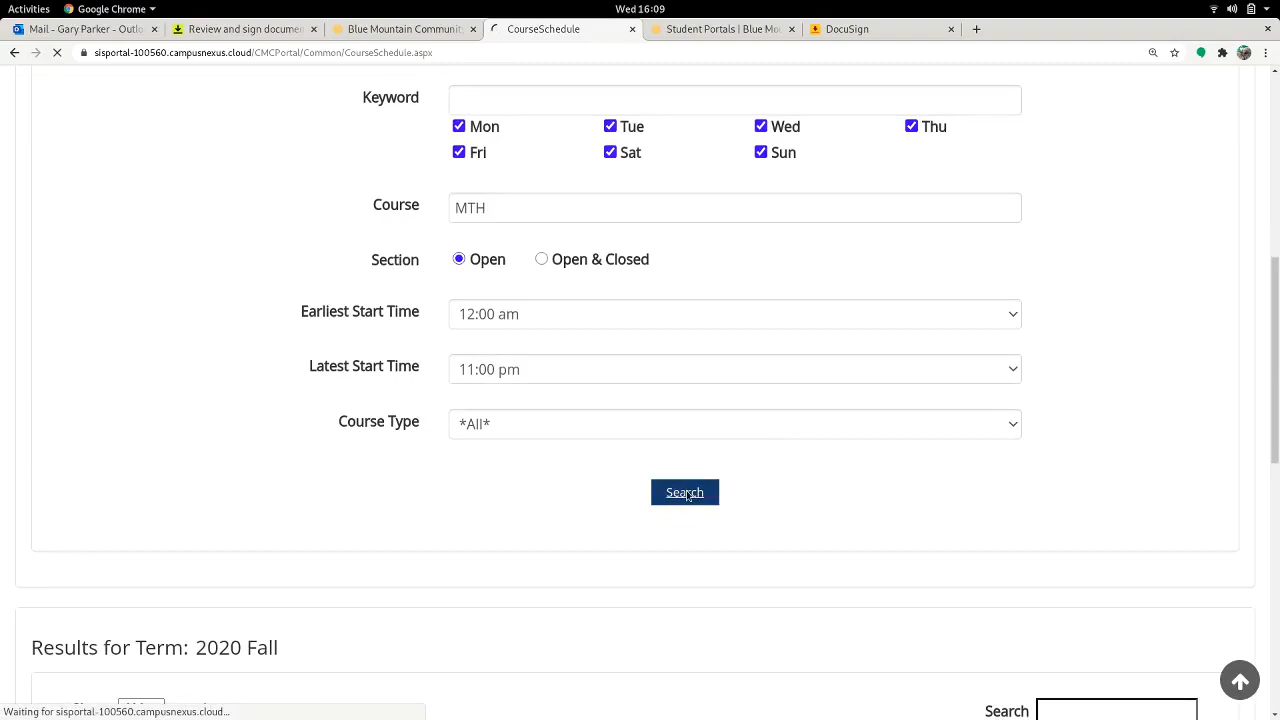 Activities Google Chrome Wed 16:09
Mail - Gary Parker - Outlo Review and sign documen Blue Mountain Communit CourseSchedule Student Portals | Blue Mou DocuSign
sisportal-100560.campusnexus.cloud/CMCPortal/Common/CourseSchedule.aspx
Keyword
Mon Tue Wed Thu
Fri Sat Sun
Course MTH
Section Open Open & Closed
Earliest Start Time 12:00 am
Latest Start Time 11:00 pm
Course Type *All*
Search
Results for Term: 2020 Fall
Search
Waiting for sisportal-100560.campusnexus.cloud...